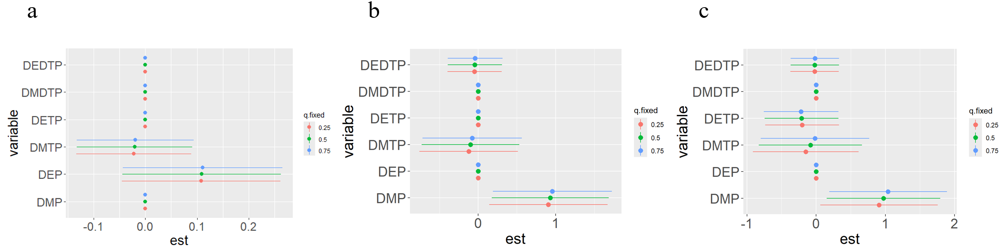 a
variable
DEDTP
DMDTP
DETP
DMTP
DEP
DMP
-0.1 0.0 0.1 0.2
est
q.fixed
0.25
0.5
0.75
b
variable
DEDTP
DMDTP
DETP
DMTP
DEP
DMP
0 1
est
q.fixed
0.25
0.5
0.75
c
variable
DEDTP
DMDTP
DETP
DMTP
DEP
DMP
-1 0 1 2
est
q.fixed
0.25
0.5
0.75